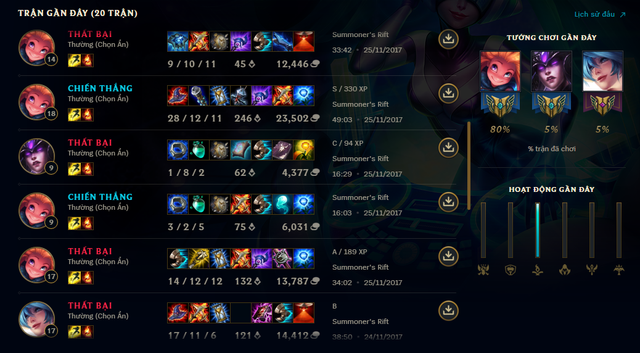 TRẬN GẦN ĐÂY (20 TRẬN)
Lịch sử đấu
14
THẤT BẠI
Thường (Chọn Ẩn)
9 / 10 / 11
45
12,446
Summoner's Rift
33:42 · 25/11/2017
18
CHIẾN THẮNG
Thường (Chọn Ẩn)
28 / 12 / 11
246
23,502
S / 330 XP
Summoner's Rift
49:03 · 25/11/2017
9
THẤT BẠI
Thường (Chọn Ẩn)
1 / 8 / 2
62
4,377
C / 94 XP
Summoner's Rift
16:29 · 25/11/2017
9
CHIẾN THẮNG
Thường (Chọn Ẩn)
3 / 2 / 5
75
6,031
Summoner's Rift
16:03 · 25/11/2017
17
THẤT BẠI
Thường (Chọn Ẩn)
14 / 12 / 12
132
13,787
A / 189 XP
Summoner's Rift
34:02 · 25/11/2017
17
THẤT BẠI
Thường (Chọn Ẩn)
17 / 11 / 6
121
14,412
B
Summoner's Rift
38:50 · 24/11/2017
TƯỚNG CHƠI GẦN ĐÂY
80%
5%
5%
% trận đã chơi
HOẠT ĐỘNG GẦN ĐÂY